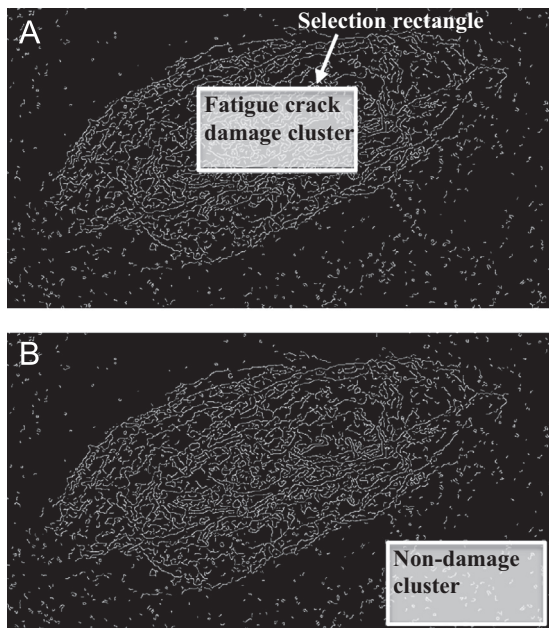 A
Selection rectangle
Fatigue crack
damage cluster
B
Non-damage
cluster